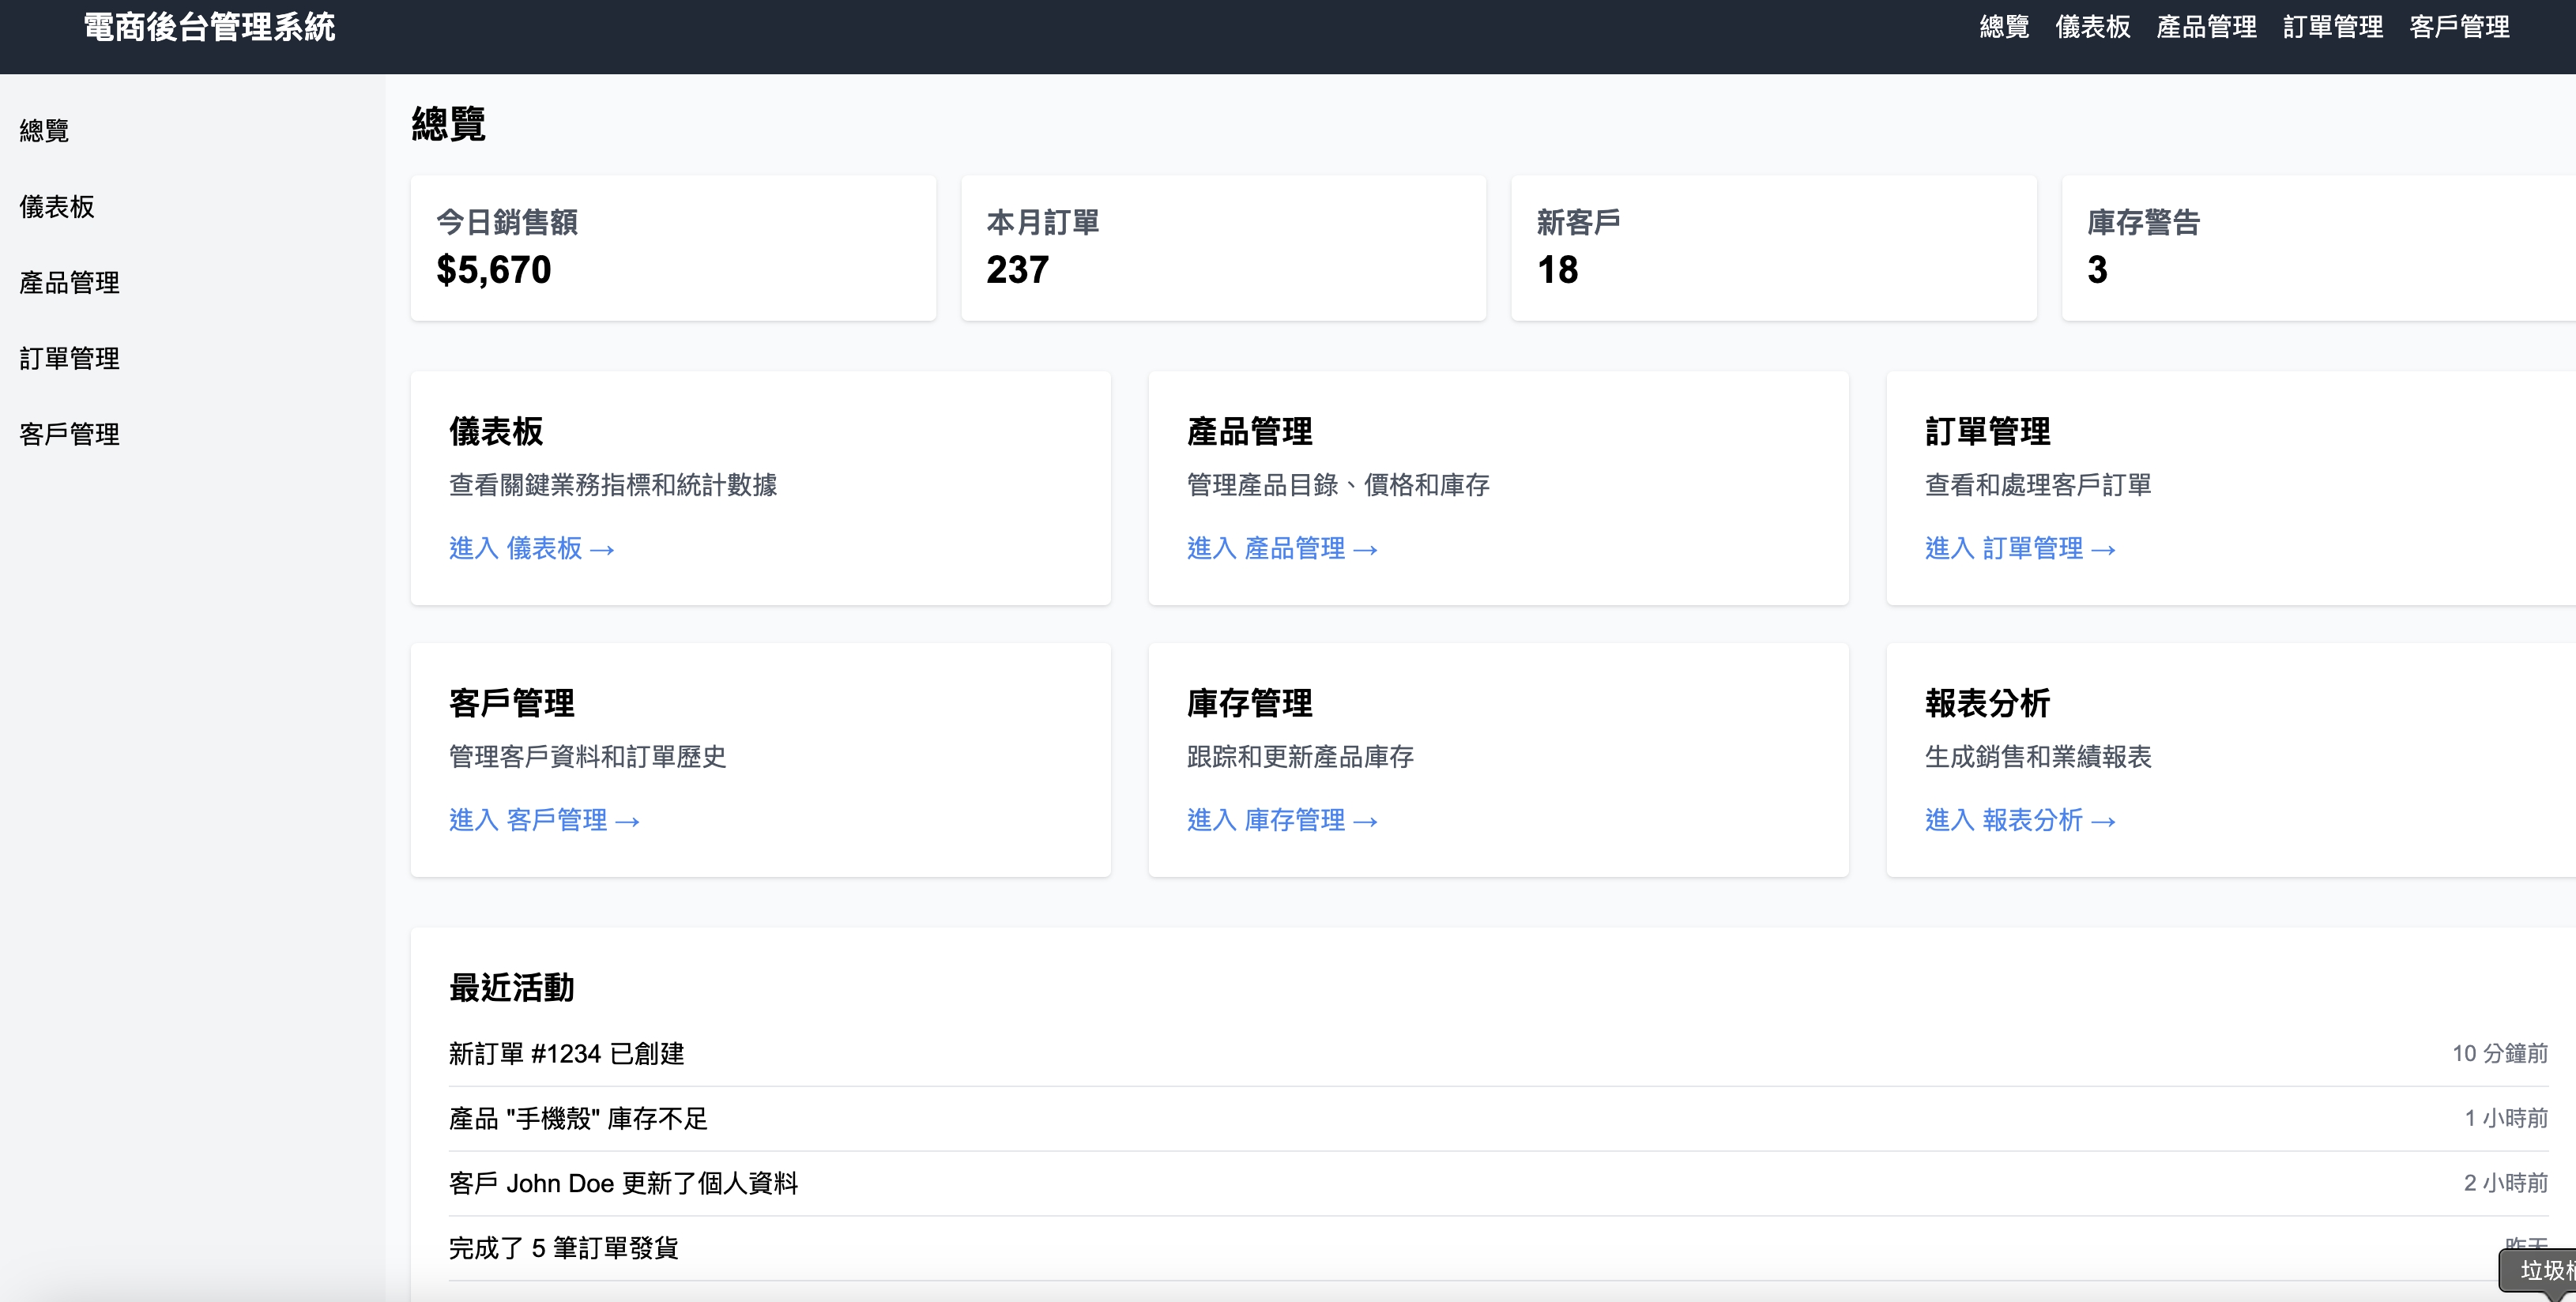 電商後台管理系統
總覽 儀表板 產品管理 訂單管理 客戶管理
總覽
儀表板
產品管理
訂單管理
客戶管理
總覽
今日銷售額
$5,670
本月訂單
237
新客戶
18
庫存警告
3
儀表板
查看關鍵業務指標和統計數據
進入 儀表板 →
產品管理
管理產品目錄、價格和庫存
進入 產品管理 →
訂單管理
查看和處理客戶訂單
進入 訂單管理 →
客戶管理
管理客戶資料和訂單歷史
進入 客戶管理 →
庫存管理
跟踪和更新產品庫存
進入 庫存管理 →
報表分析
生成銷售和業績報表
進入 報表分析 →
最近活動
新訂單 #1234 已創建 10 分鐘前
產品 "手機殼" 庫存不足 1 小時前
客戶 John Doe 更新了個人資料 2 小時前
完成了 5 筆訂單發貨 昨天
垃圾